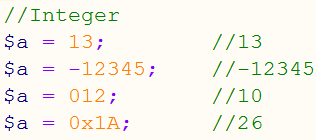 //Integer
$a = 13; //13
$a = -12345; //-12345
$a = 012; //10
$a = 0x1A; //26